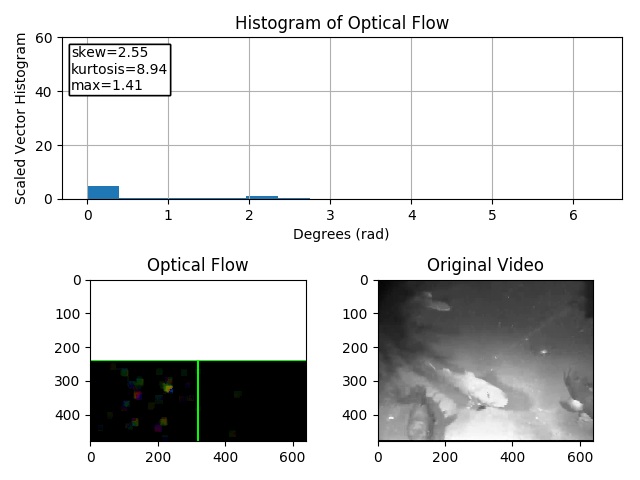 Histogram of Optical Flow
60
40
20
0
Scaled Vector Histogram
skew=2.55
kurtosis=8.94
max=1.41
0 1 2 3 4 5 6
Degrees (rad)
Optical Flow
0
100
200
300
400
0 200 400 600
Original Video
0
100
200
300
400
0 200 400 600